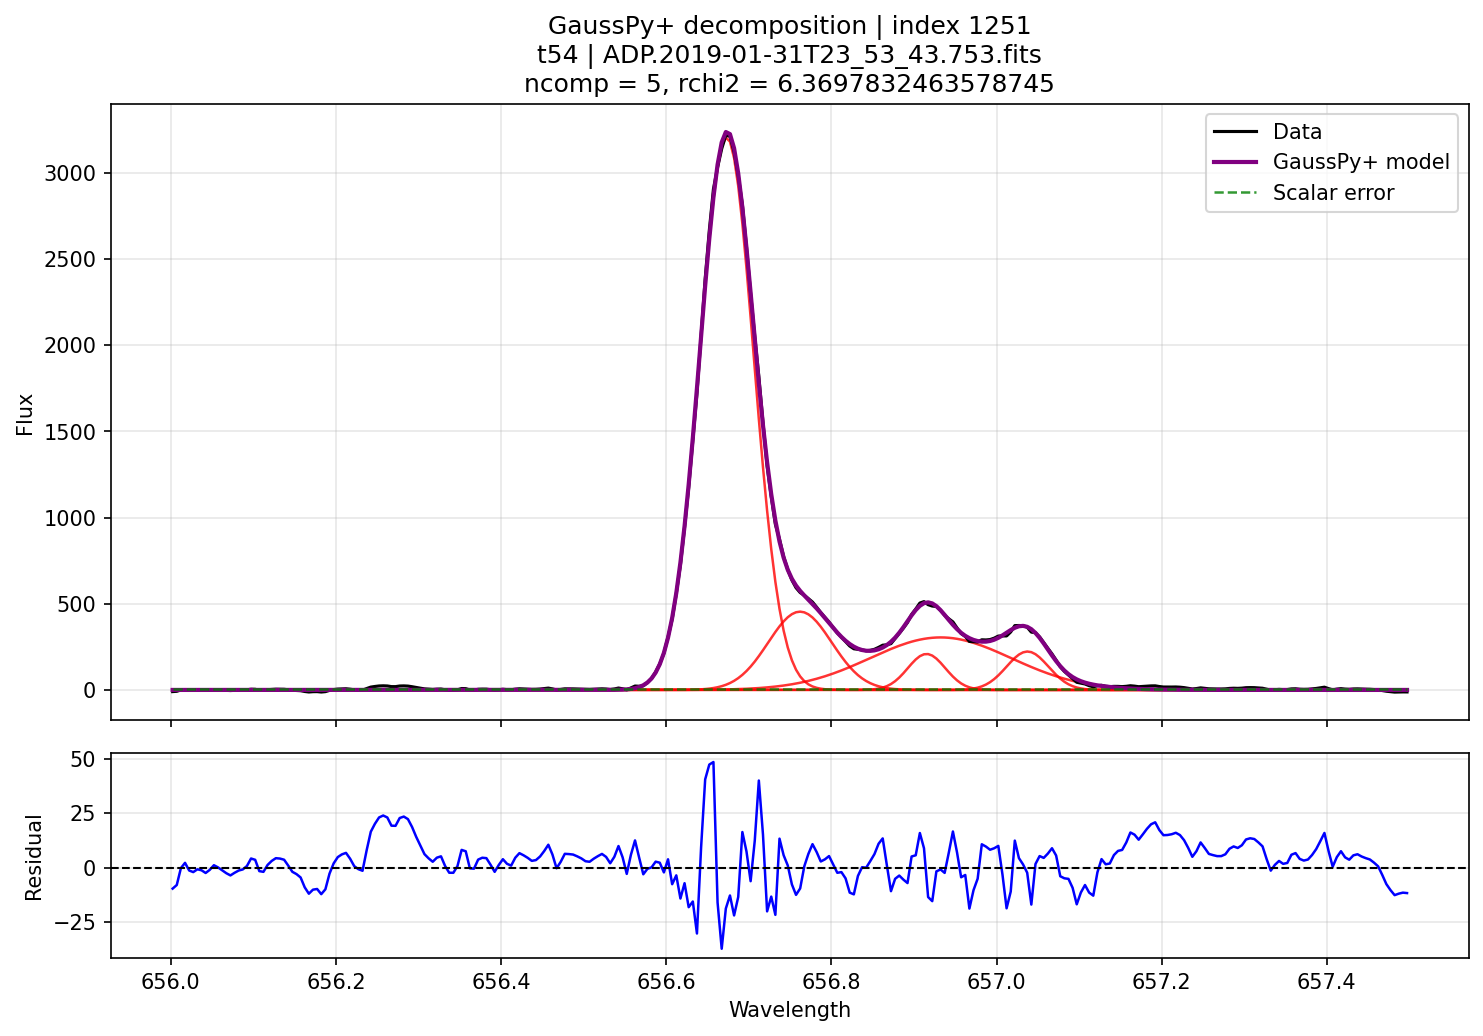 GaussPy+ decomposition | index 1251
t54 | ADP.2019-01-31T23_53_43.753.fits
ncomp = 5, rchi2 = 6.3697832463578745
Data
GaussPy+ model
Scalar error
Flux
3000
2500
2000
1500
1000
500
0
Residual
50
25
0
−25
656.0 656.2 656.4 656.6 656.8 657.0 657.2 657.4
Wavelength